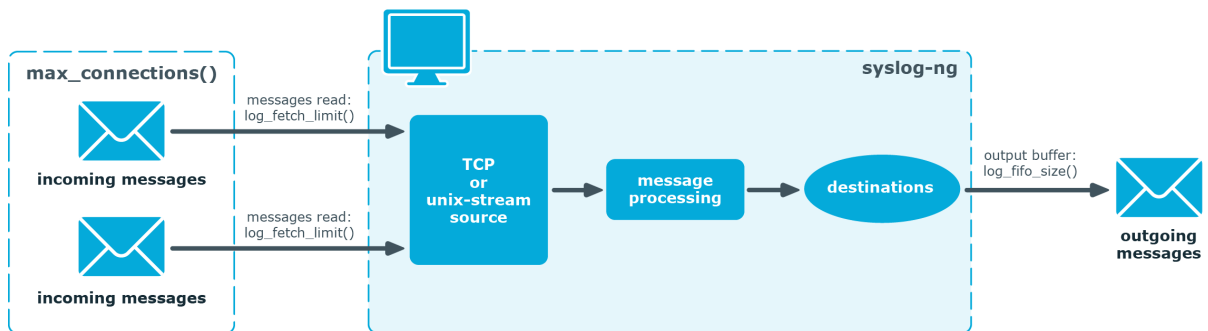 max_connections()
incoming messages
incoming messages
messages read:
log_fetch_limit()
messages read:
log_fetch_limit()
syslog-ng
TCP
or
unix-stream
source
message
processing
destinations
output buffer:
log_fifo_size()
outgoing
messages